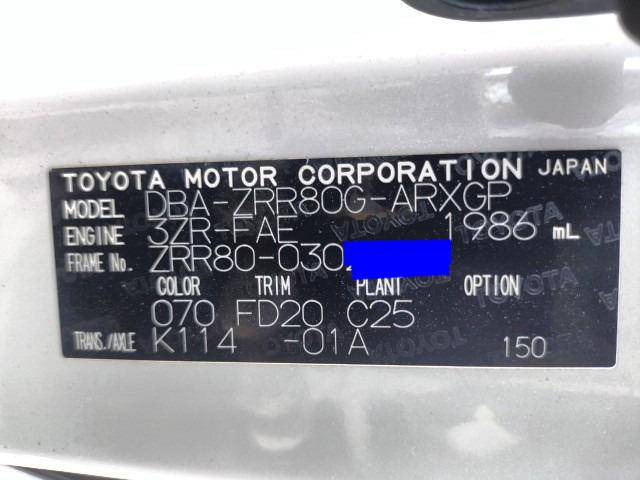 TOYOTA MOTOR CORPORATION JAPAN
MODEL DBA-ZRR80G-ARXGP
ENGINE 3ZR-FAE 1986 mL
FRAME No. ZRR80-030
COLOR TRIM PLANT OPTION
070 FD20 C25
TRANS./AXLE K114 -01A 150